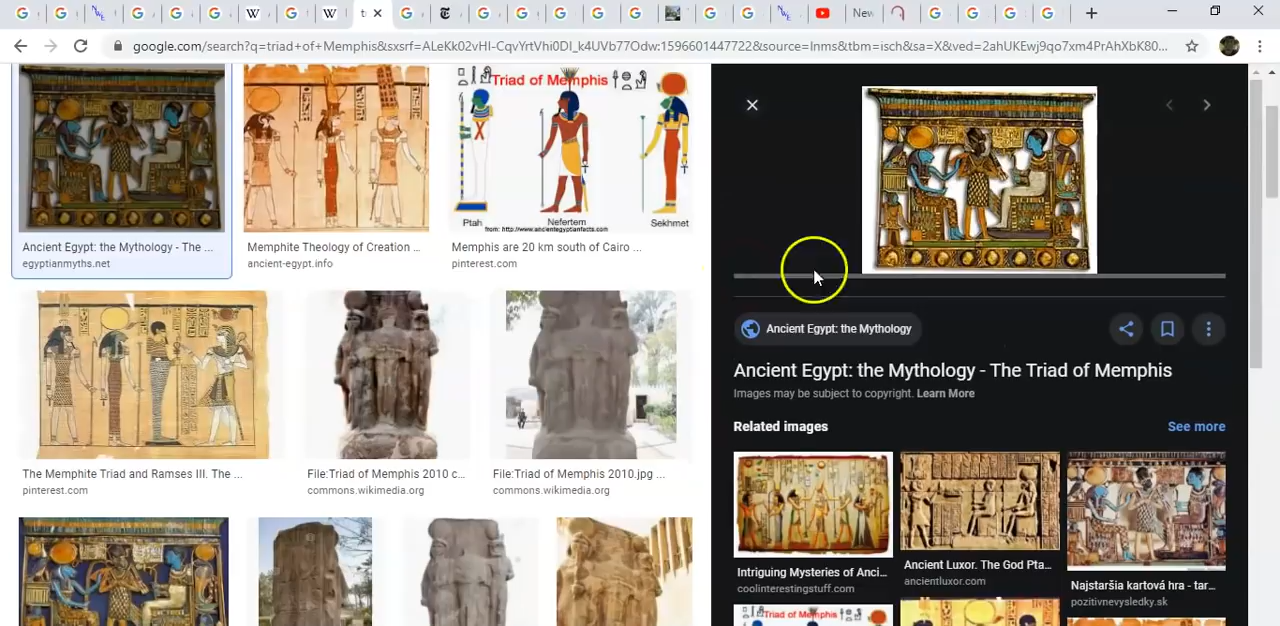 t
New
google.com/search?q=triad+of+Memphis&sxsrf=ALeKk02vHI-CqvYrtVhi0DI_k4UVb77Odw:1596601447722&source=lnms&tbm=isch&sa=X&ved=2ahUKEwj9qo7xm4PrAhXbK80...
Triad of Memphis
Ptah
Nefertem
Sekhmet
from: http://www.ancientegyptianfacts.com
Ancient Egypt: the Mythology - The ...
egyptianmyths.net
Memphite Theology of Creation ...
ancient-egypt.info
Memphis are 20 km south of Cairo ...
pinterest.com
The Memphite Triad and Ramses III. The ...
pinterest.com
File:Triad of Memphis 2010 c...
commons.wikimedia.org
File:Triad of Memphis 2010.jpg ...
commons.wikimedia.org
Ancient Egypt: the Mythology
Ancient Egypt: the Mythology - The Triad of Memphis
Images may be subject to copyright. Learn More
Related images
See more
Intriguing Mysteries of Anci...
coolinterestingstuff.com
Ancient Luxor. The God Pta...
ancientluxor.com
Najstaršia kartová hra - tar...
pozitivnevysledky.sk
Triad of Memphis